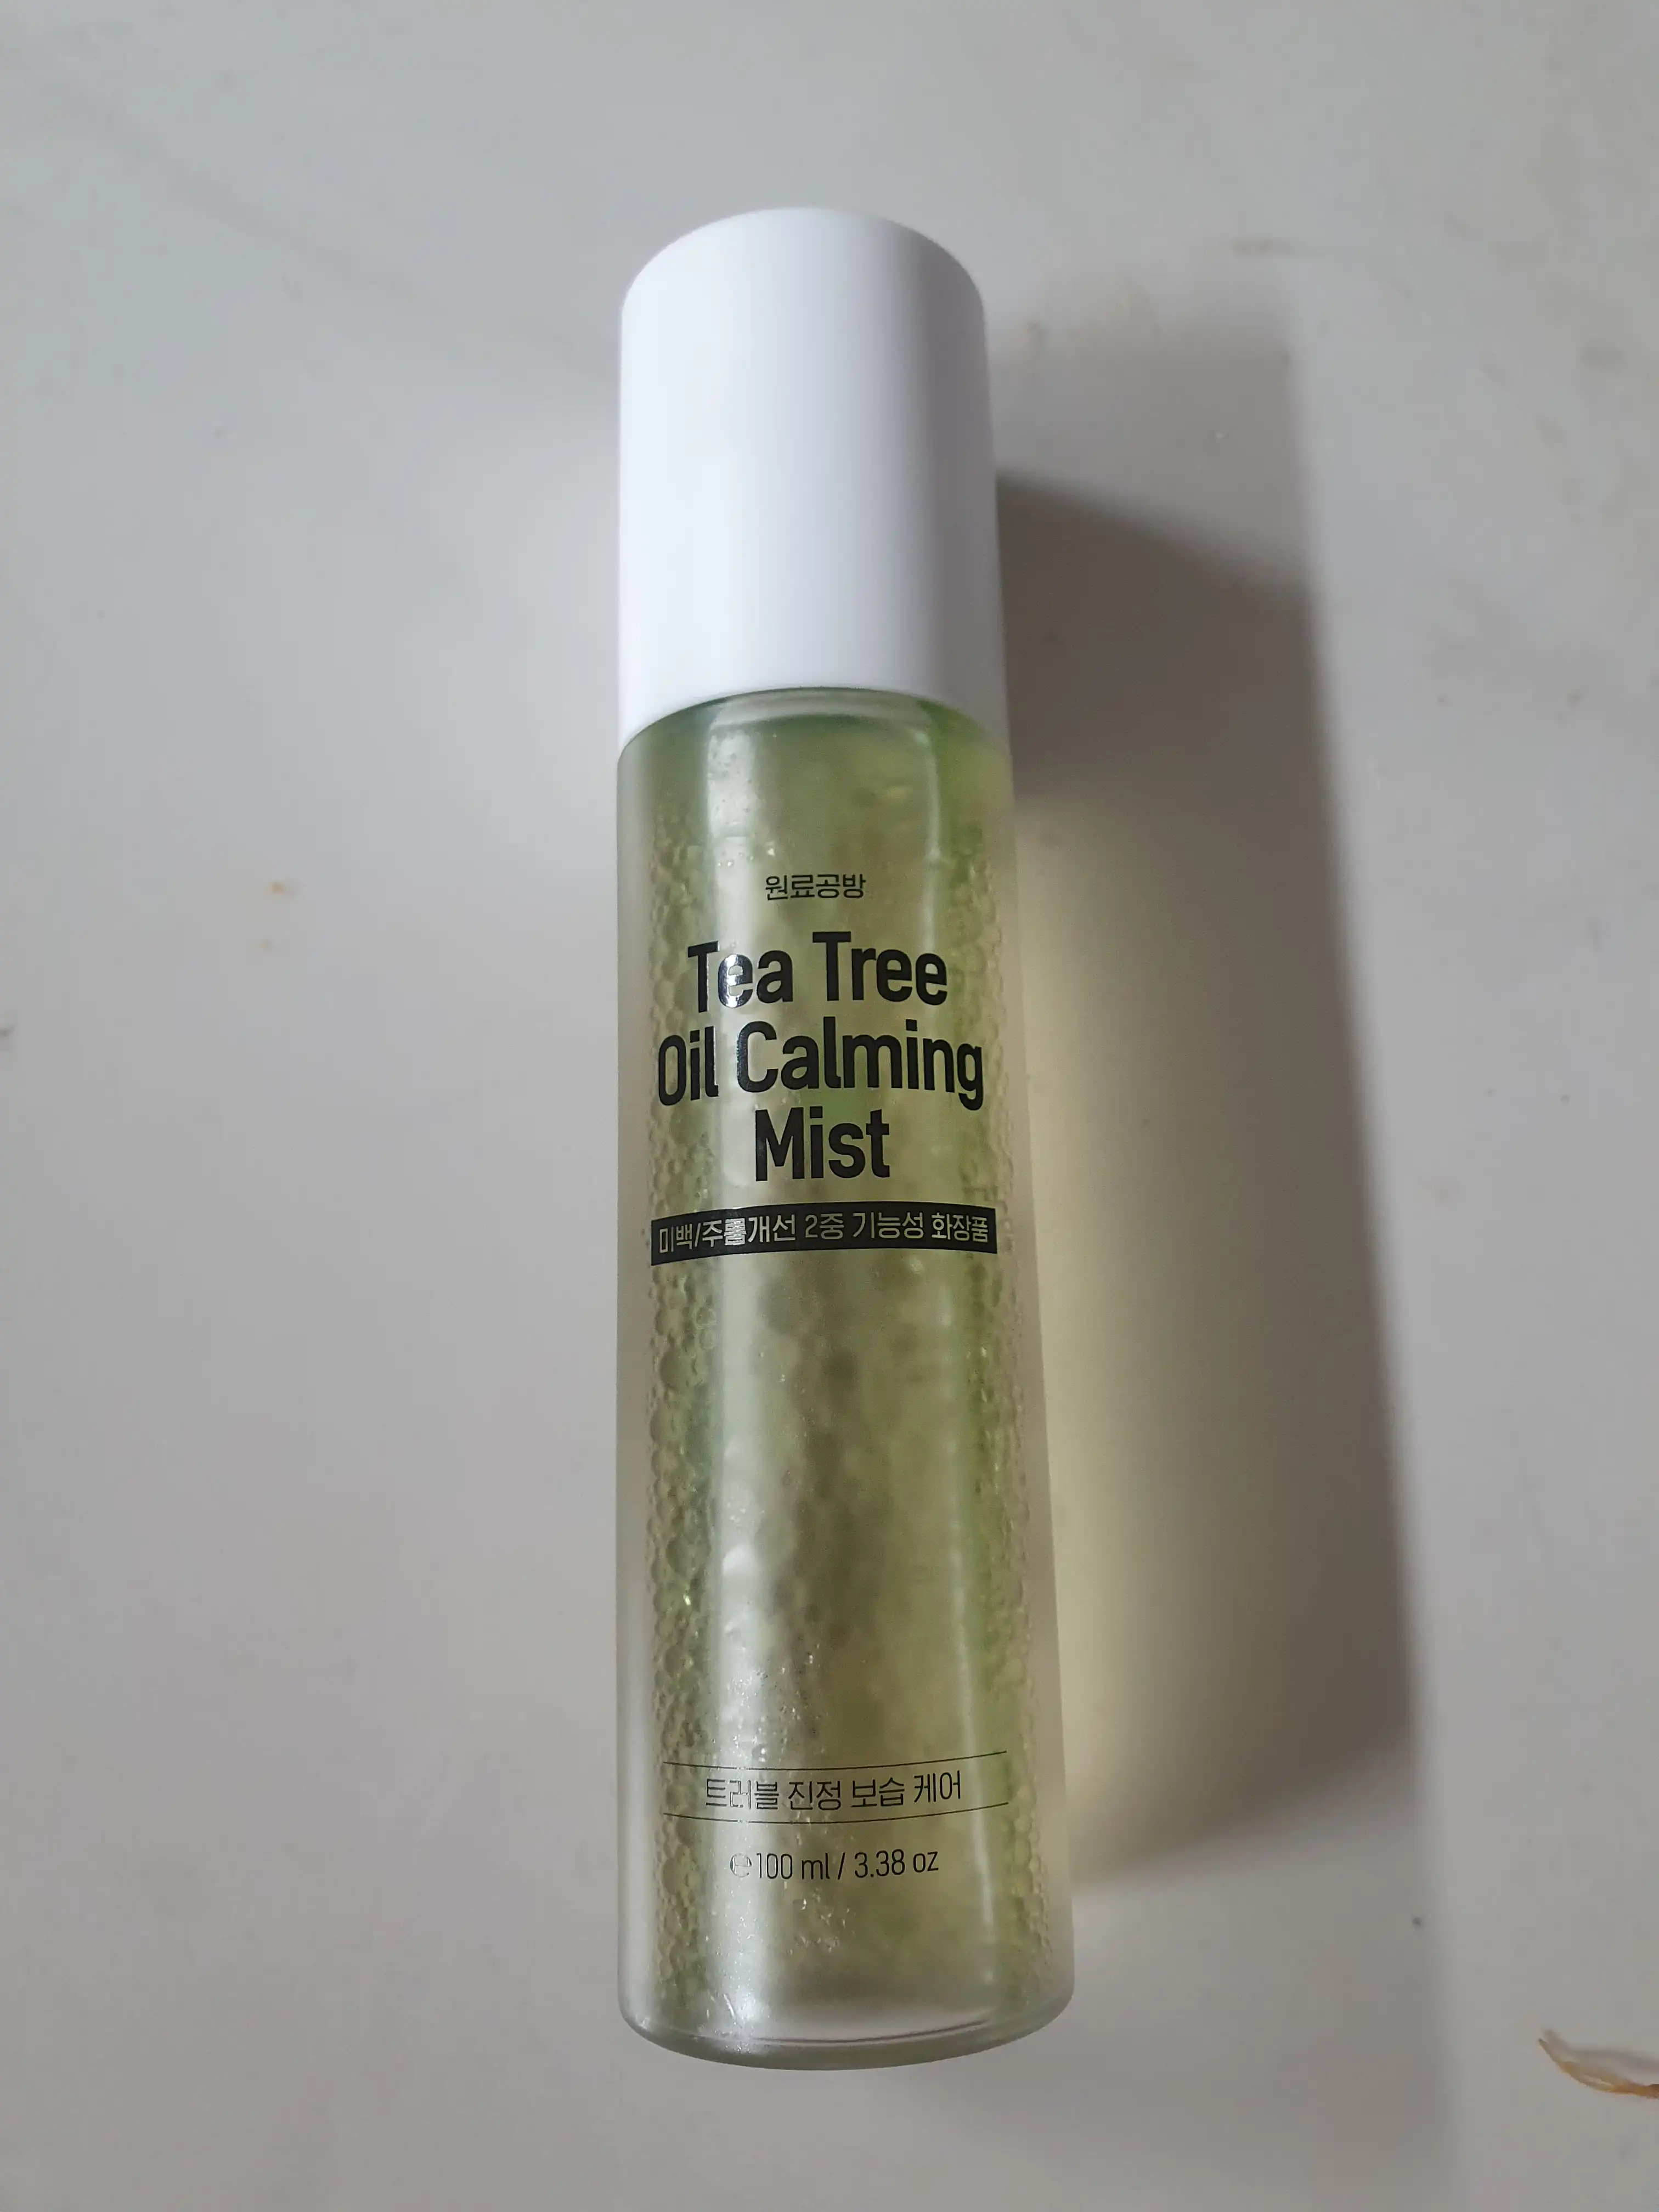 원료공방
Tea Tree
Oil Calming
Mist
미백/주름개선 2중 기능성 화장품
트러블 진정 보습 케어
℮100 ml / 3.38 oz